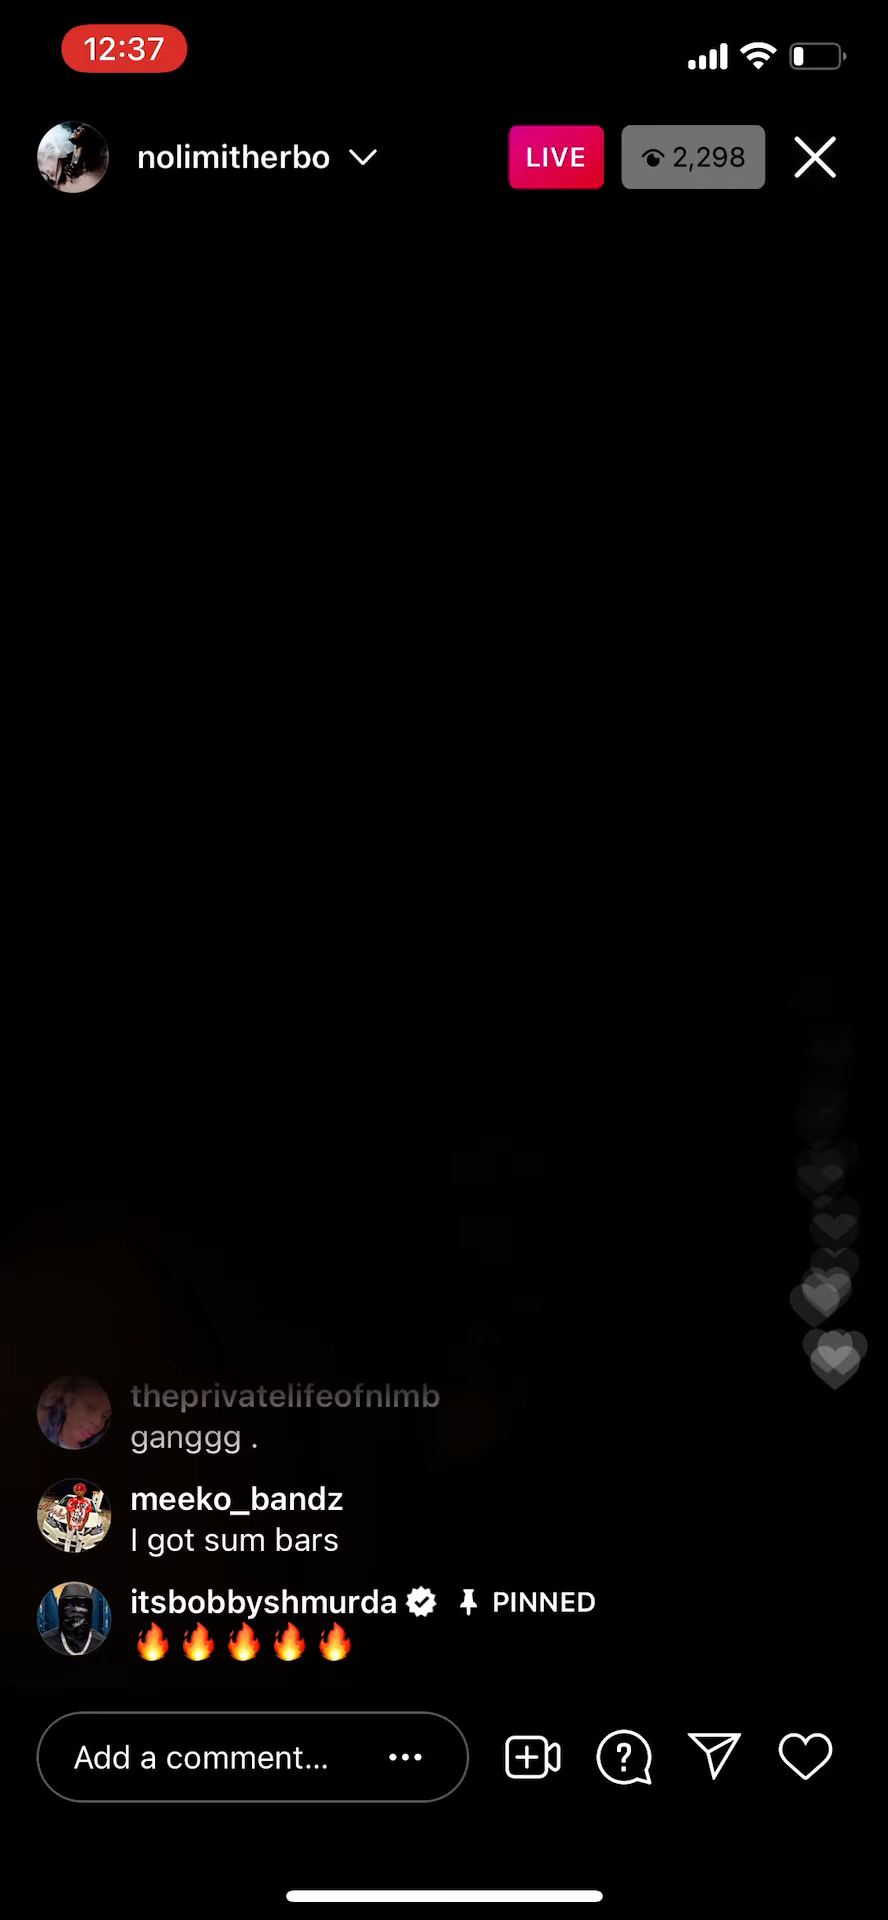 12:37
nolimitherbo
LIVE
2,298
theprivatelifeofnlmb
ganggg .
meeko_bandz
I got sum bars
itsbobbyshmurda PINNED
🔥🔥🔥🔥🔥
Add a comment...